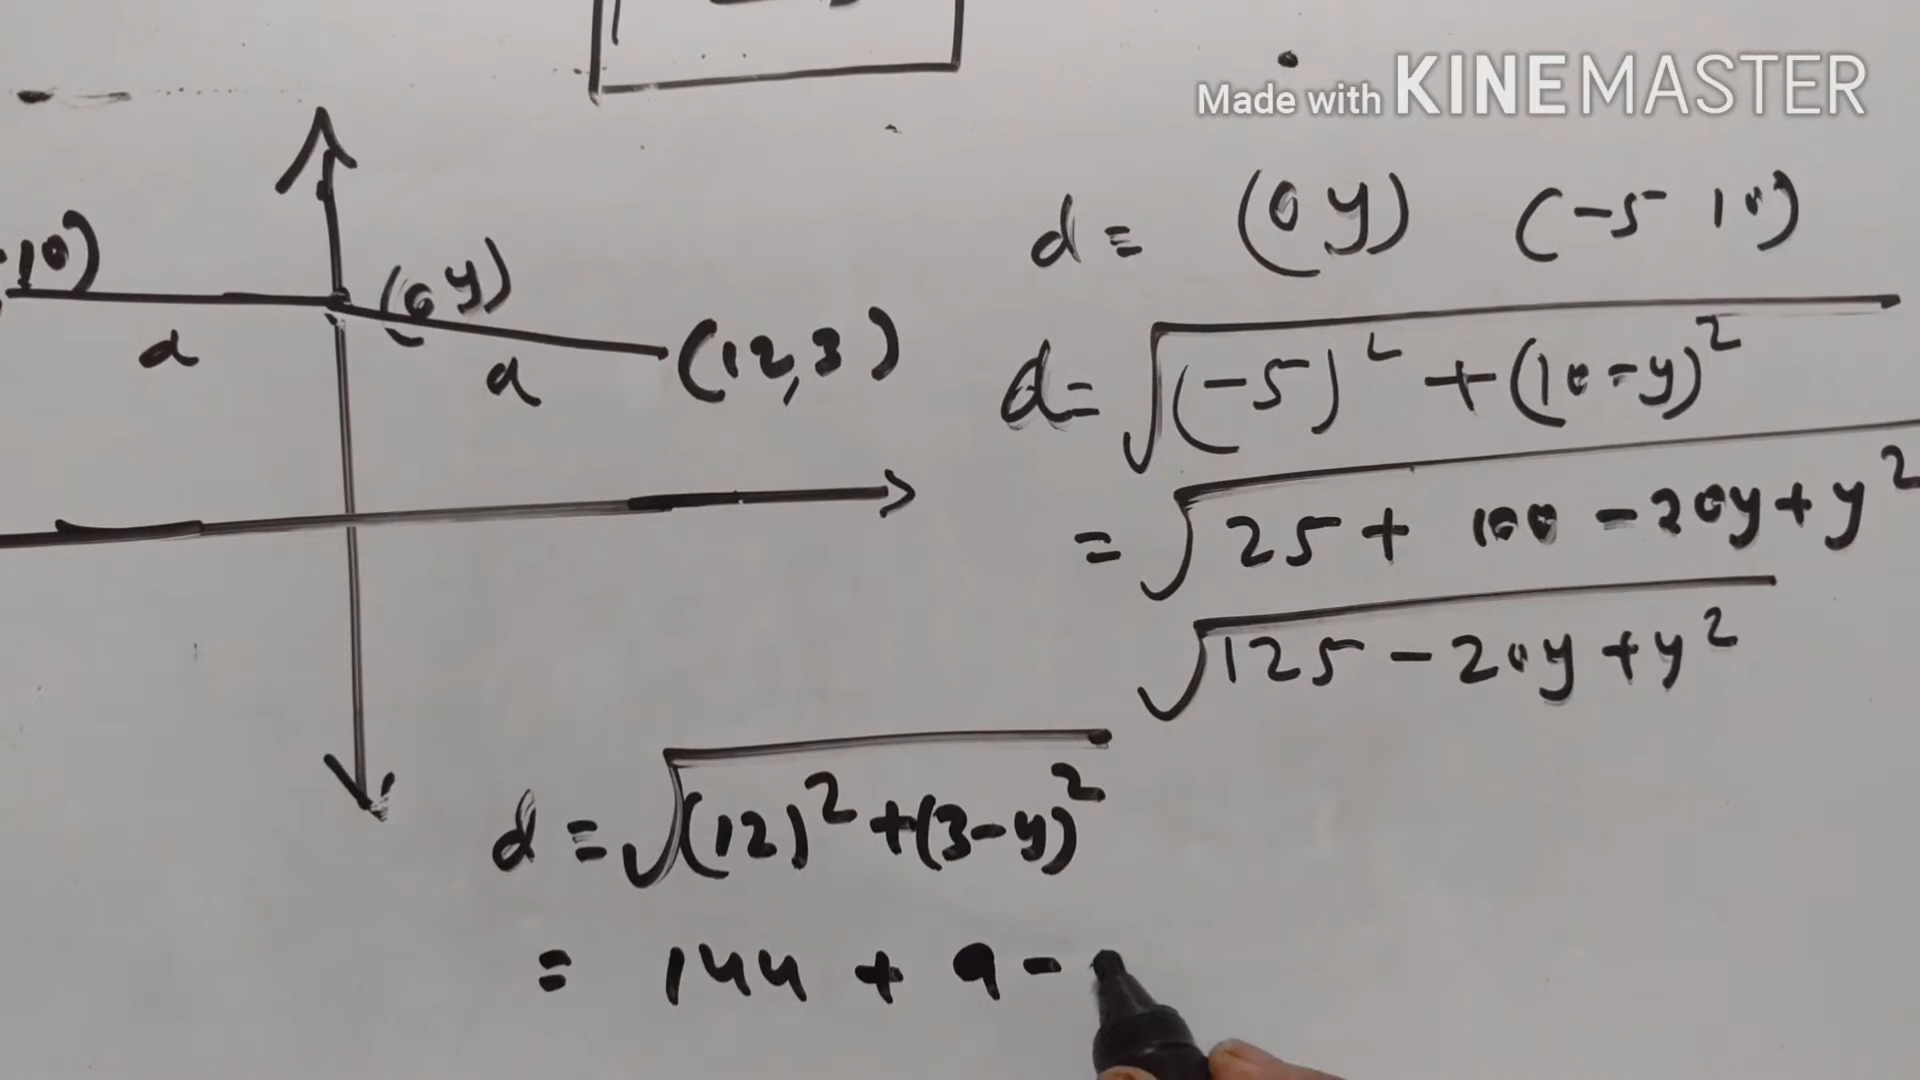 Made with KINEMASTER
10)
(0 y)
d
d
(12,3)
d= (0 y) (-5 10)
d= √(-5)² + (10-y)²
= √25 + 100 - 20y + y²
√125 - 20y + y²
d = √(12)² + (3-y)²
= 144 + 9 -